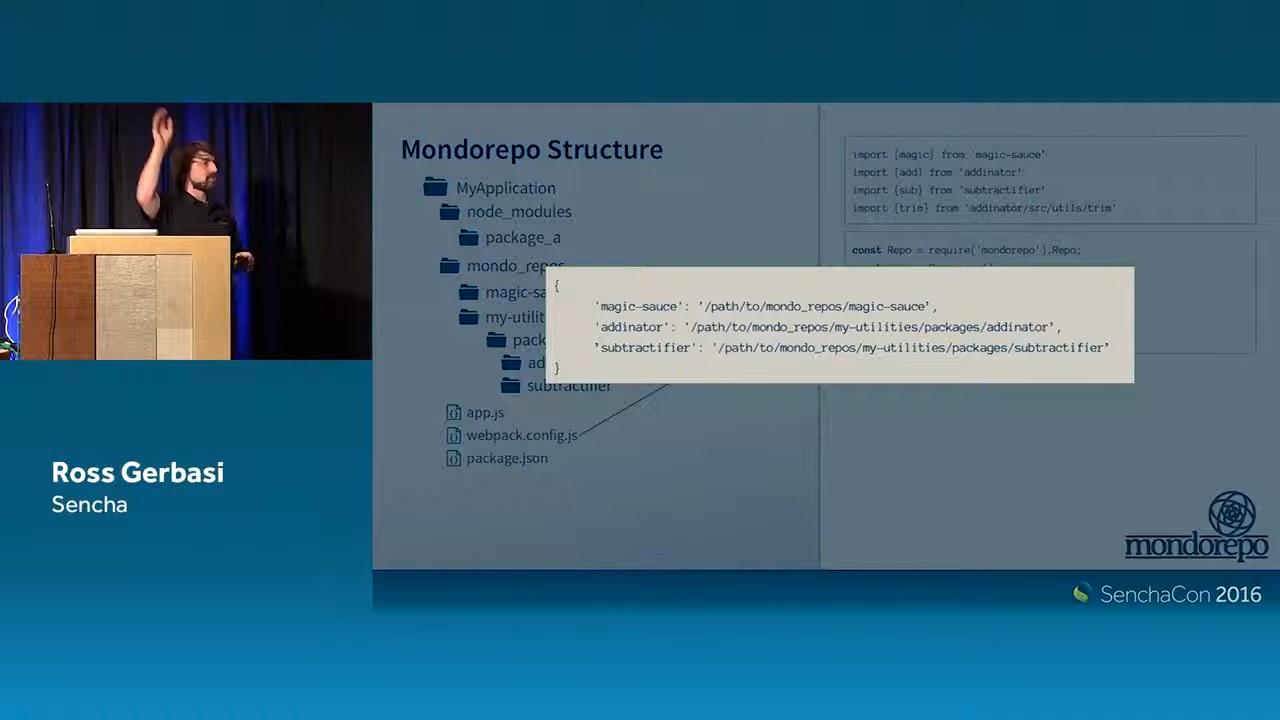 Mondorepo Structure
MyApplication
node_modules
package_a
mondo_repos
magic-sa
my-utilit
pack
ad
subtractifier
app.js
webpack.config.js
package.json
import {magic} from 'magic-sauce'
import {add} from 'addinator'
import {sub} from 'subtractifier'
import {trim} from 'addinator/src/utils/trim'
const Repo = require('mondorepo').Repo;
{
'magic-sauce': '/path/to/mondo_repos/magic-sauce’,
'addinator': '/path/to/mondo_repos/my-utilities/packages/addinator’,
’subtractifier': '/path/to/mondo_repos/my-utilities/packages/subtractifier’
}
mondorepo
Ross Gerbasi
Sencha
SenchaCon 2016